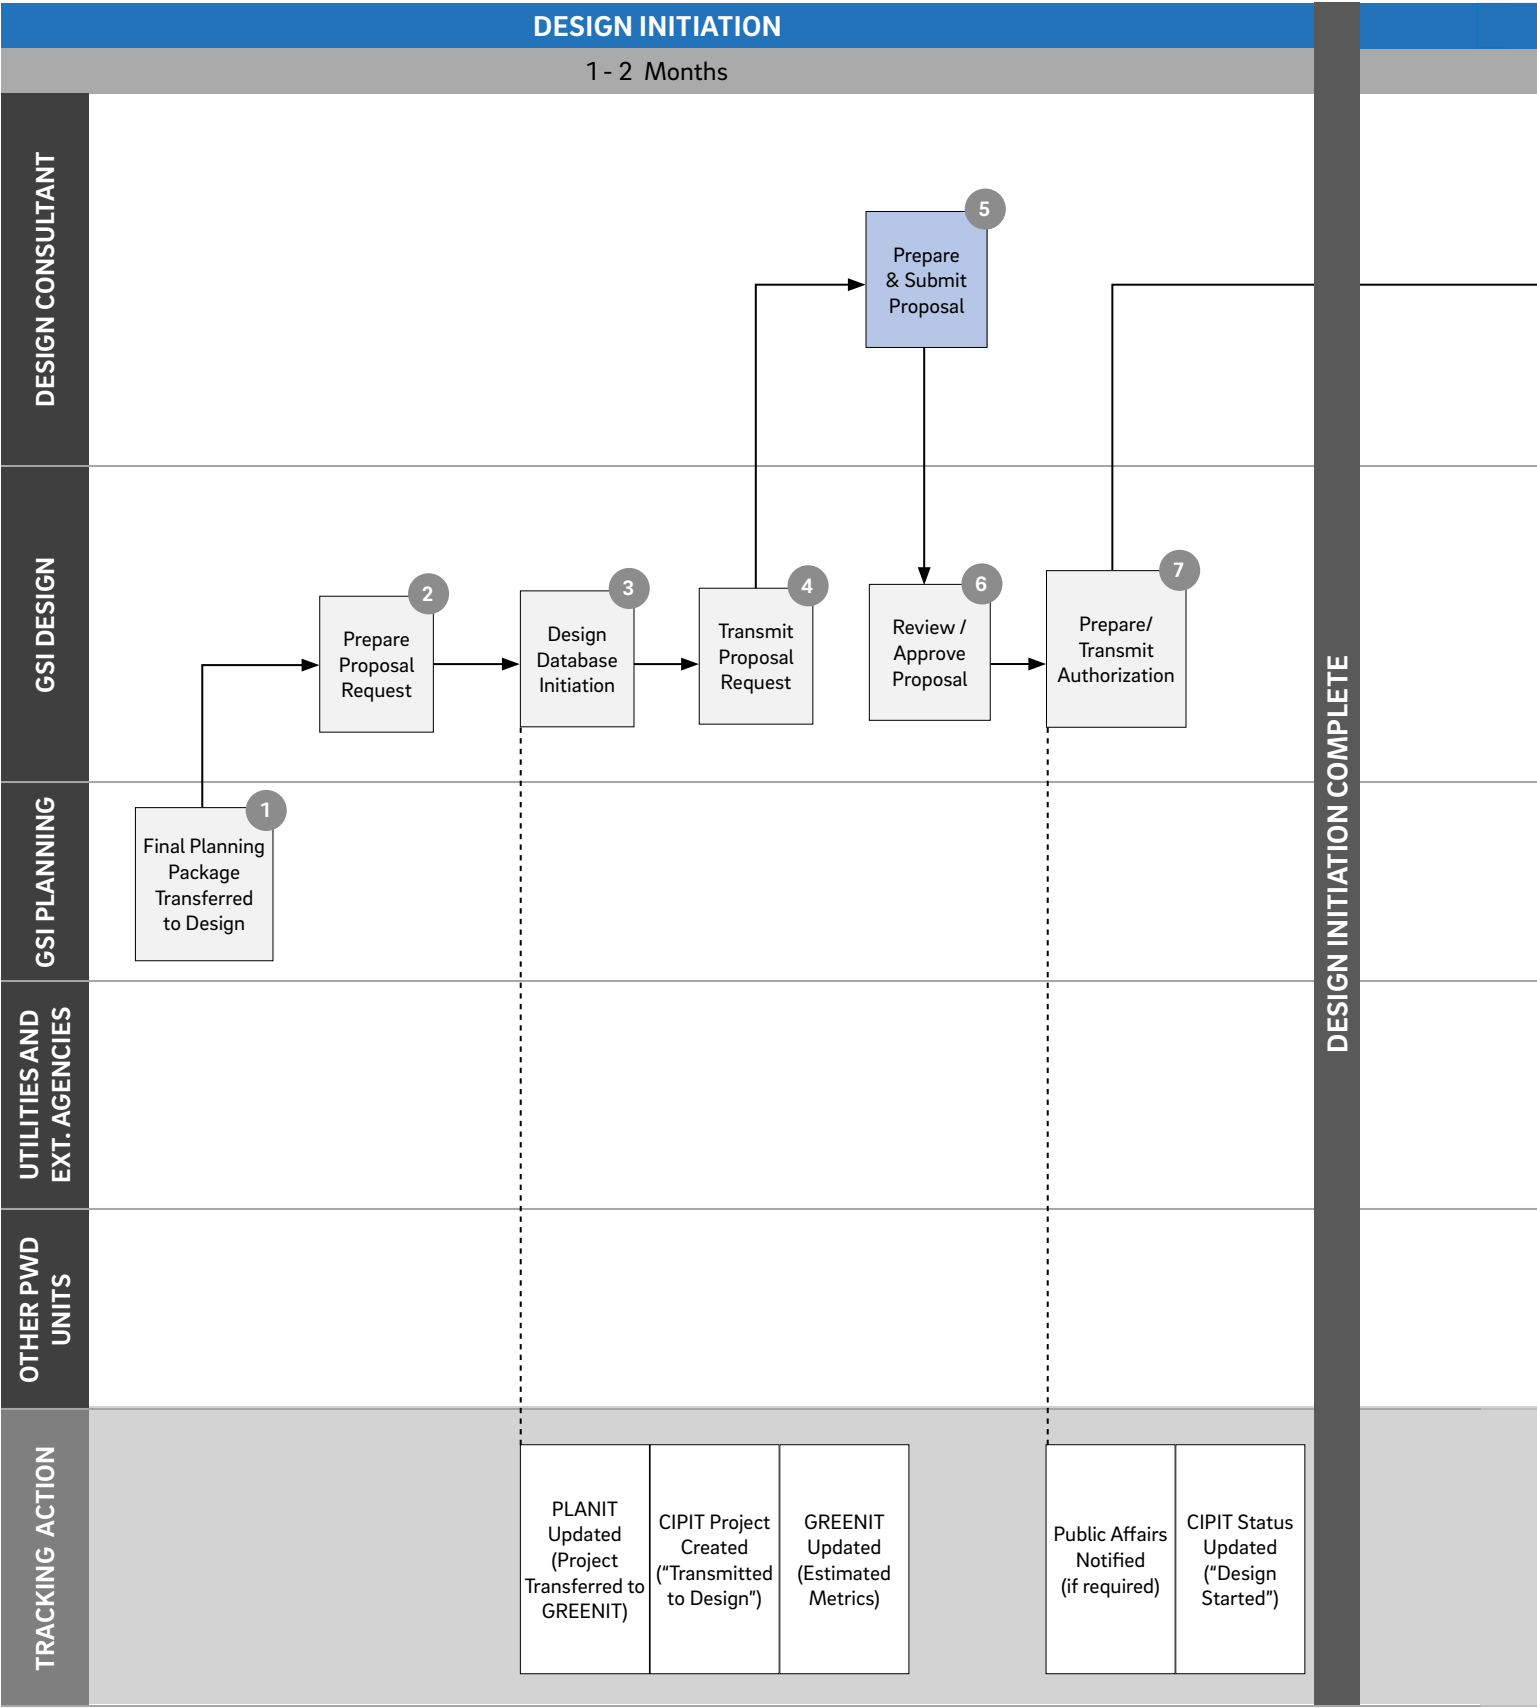 DESIGN INITIATION
1 - 2 Months
DESIGN CONSULTANT
5
Prepare
& Submit
Proposal
GSI DESIGN
2
Prepare
Proposal
Request
3
Design
Database
Initiation
4
Transmit
Proposal
Request
6
Review /
Approve
Proposal
7
Prepare/
Transmit
Authorization
GSI PLANNING
1
Final Planning
Package
Transferred
to Design
UTILITIES AND
EXT. AGENCIES
OTHER PWD
UNITS
TRACKING ACTION
PLANIT
Updated
(Project
Transferred to
GREENIT)
CIPIT Project
Created
(“Transmitted
to Design”)
GREENIT
Updated
(Estimated
Metrics)
Public Affairs
Notified
(if required)
CIPIT Status
Updated
(“Design
Started”)
DESIGN INITIATION COMPLETE